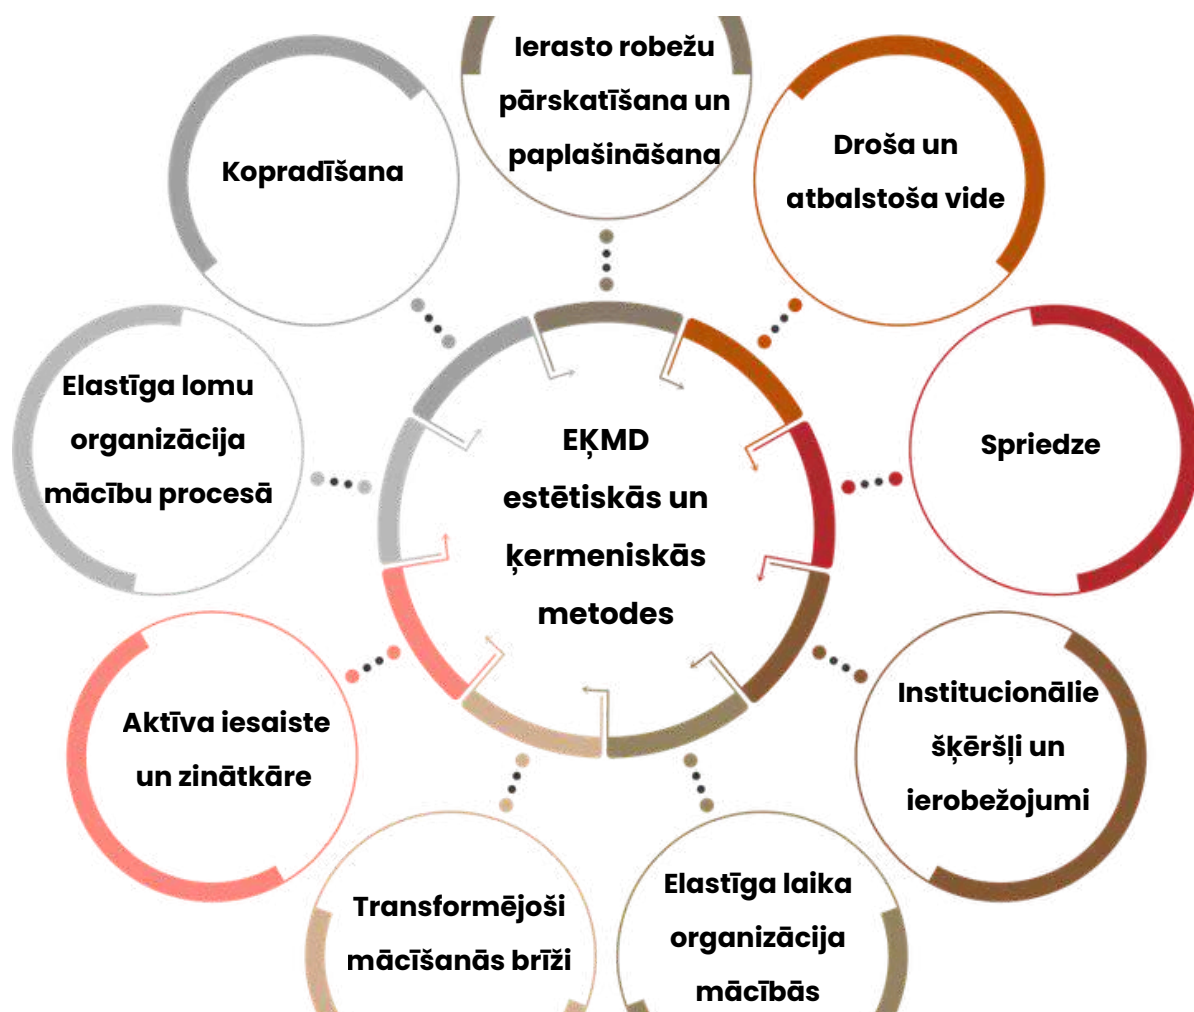 Ierasto robežu
pārskatīšana un
paplašināšana
Droša un
atbalstoša vide
Spriedze
Institucionālie
šķēršļi un
ierobežojumi
Elastīga laika
organizācija
mācībās
Transformējoši
mācīšanās brīži
Aktīva iesaiste
un zinātkāre
Elastīga lomu
organizācija
mācību procesā
Kopradīšana
EĶMD
estētiskās un
ķermeniskās
metodes